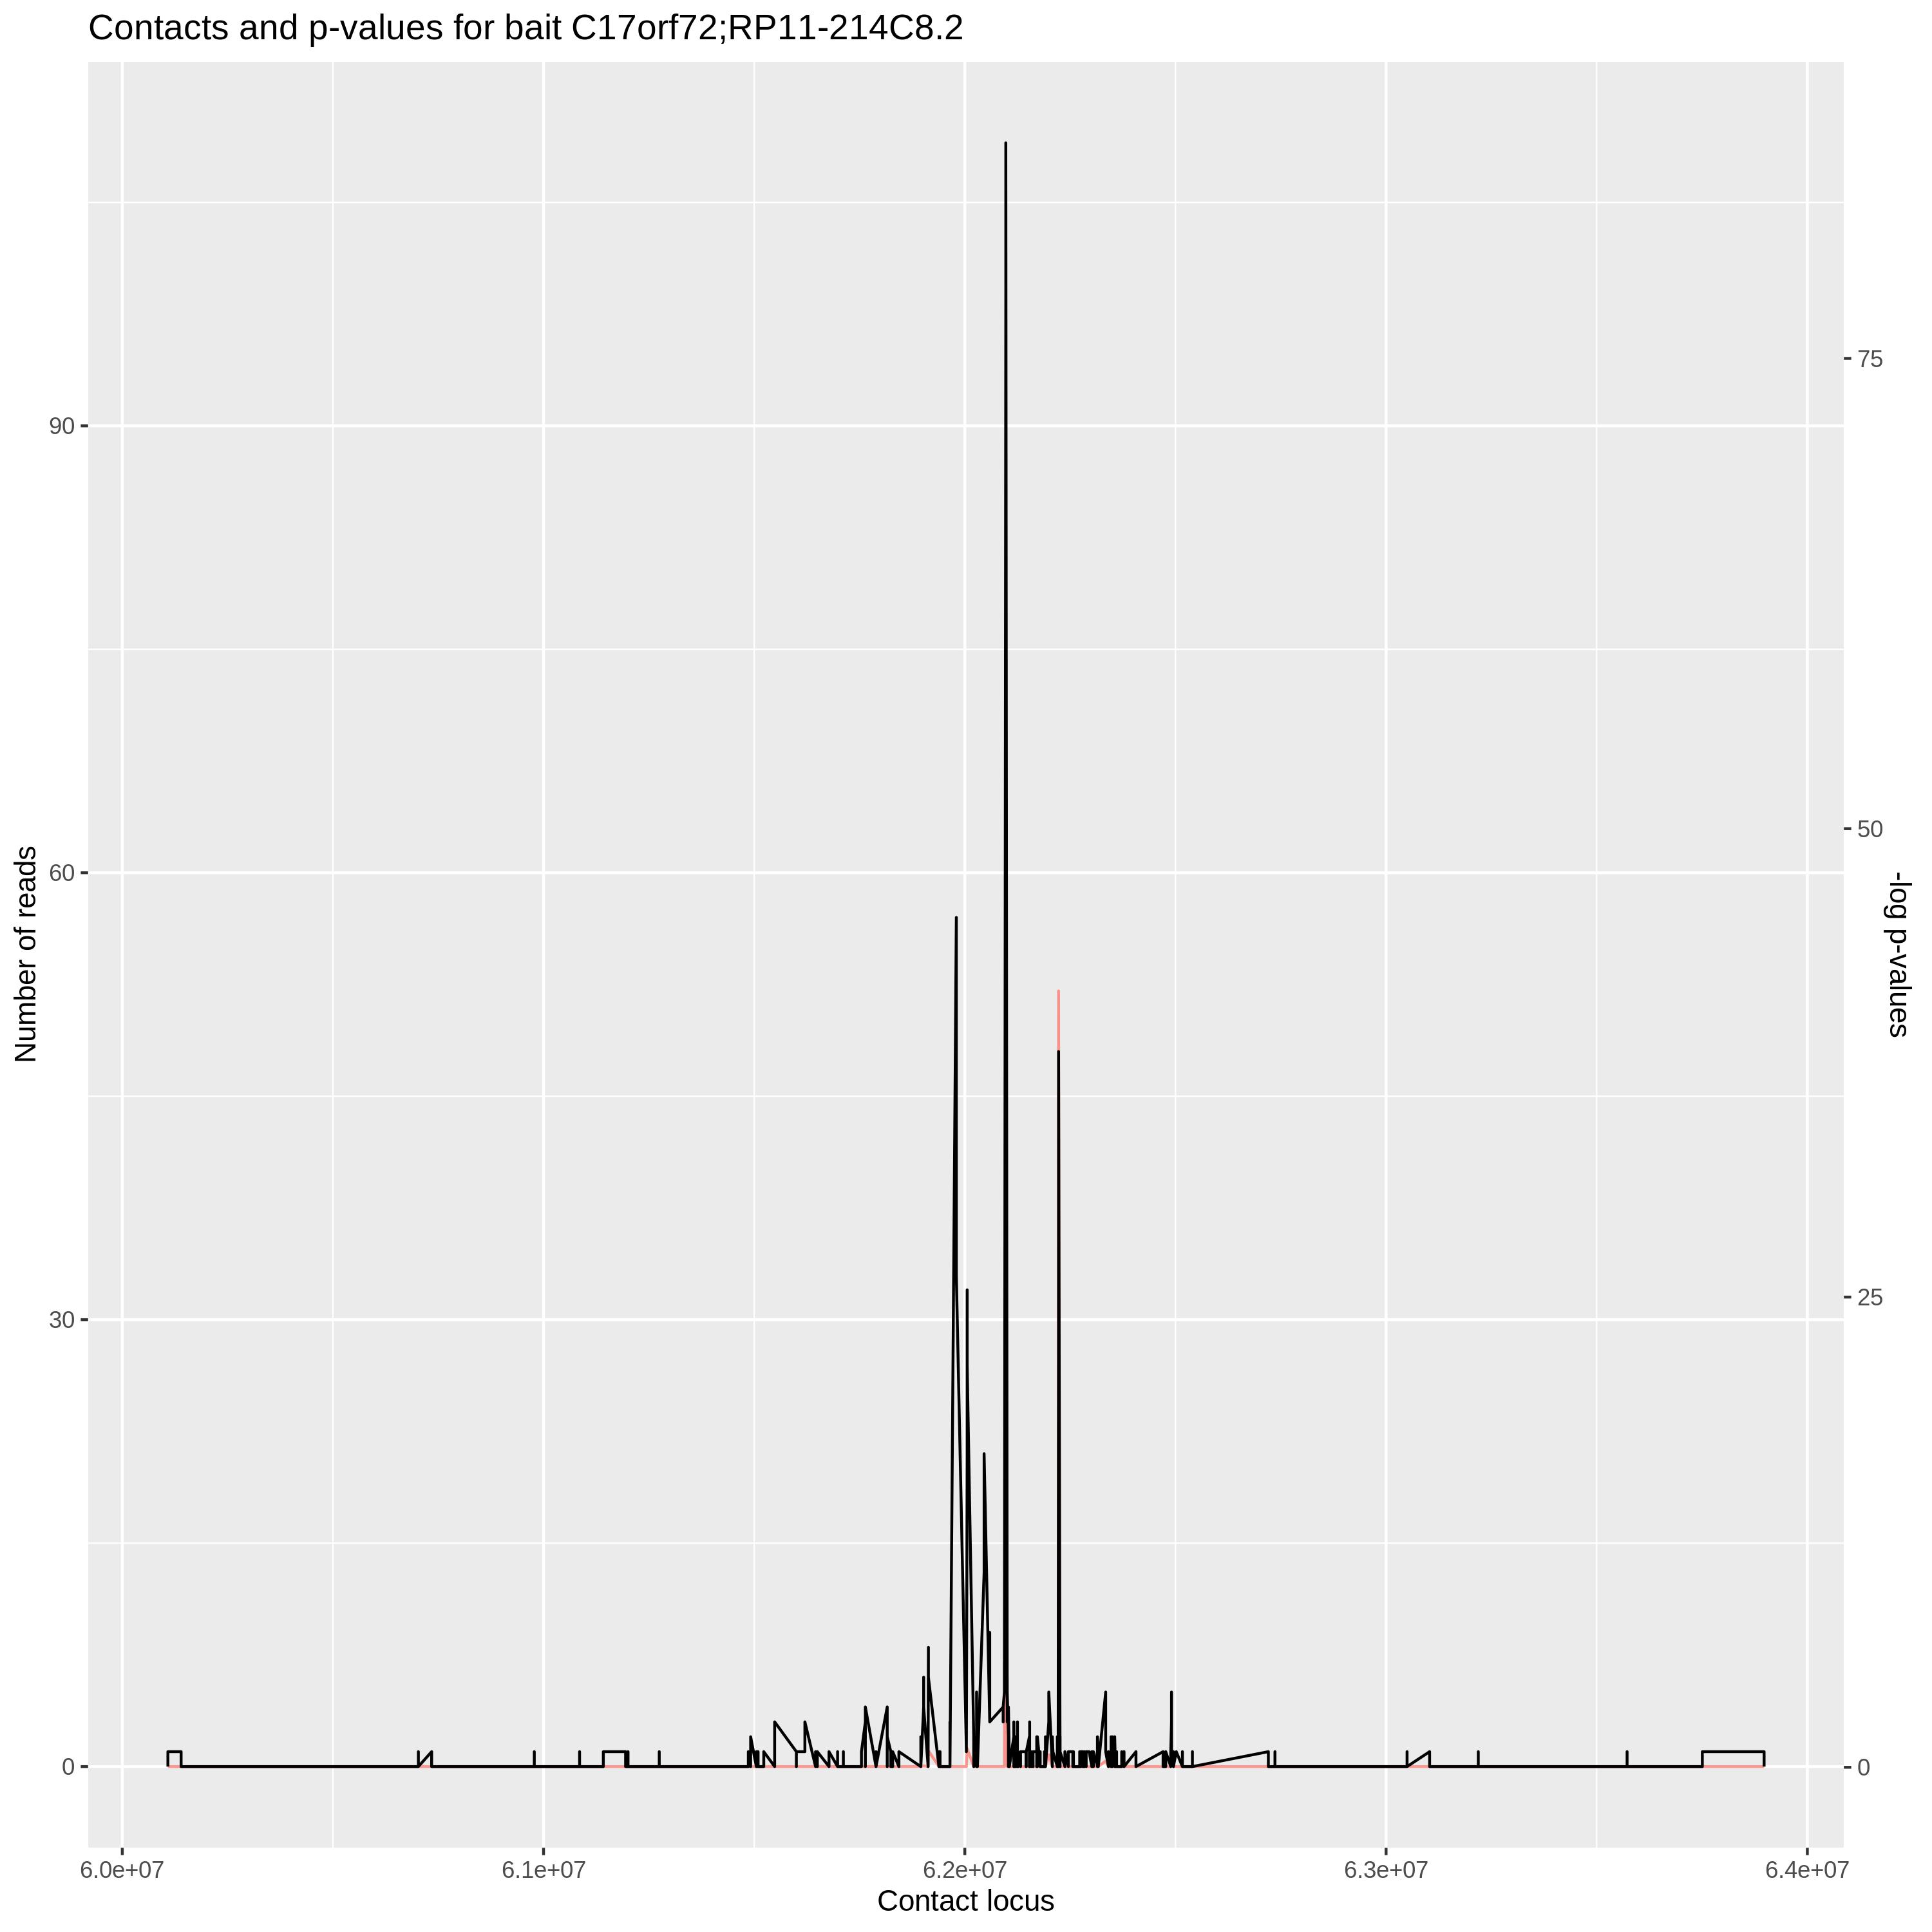 Contacts and p-values for bait C17orf72;RP11-214C8.2
90
60
30
0
Number of reads
75
50
25
0
-log p-values
6.0e+07
6.1e+07
6.2e+07
6.3e+07
6.4e+07
Contact locus